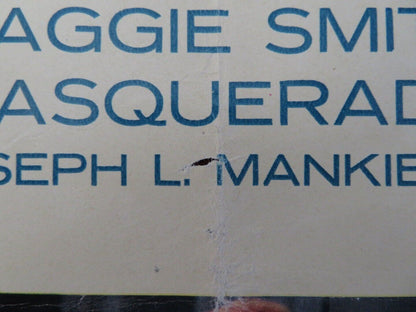 AGGIE SMIT
ASQUERAD
SEPH L. MANKIE